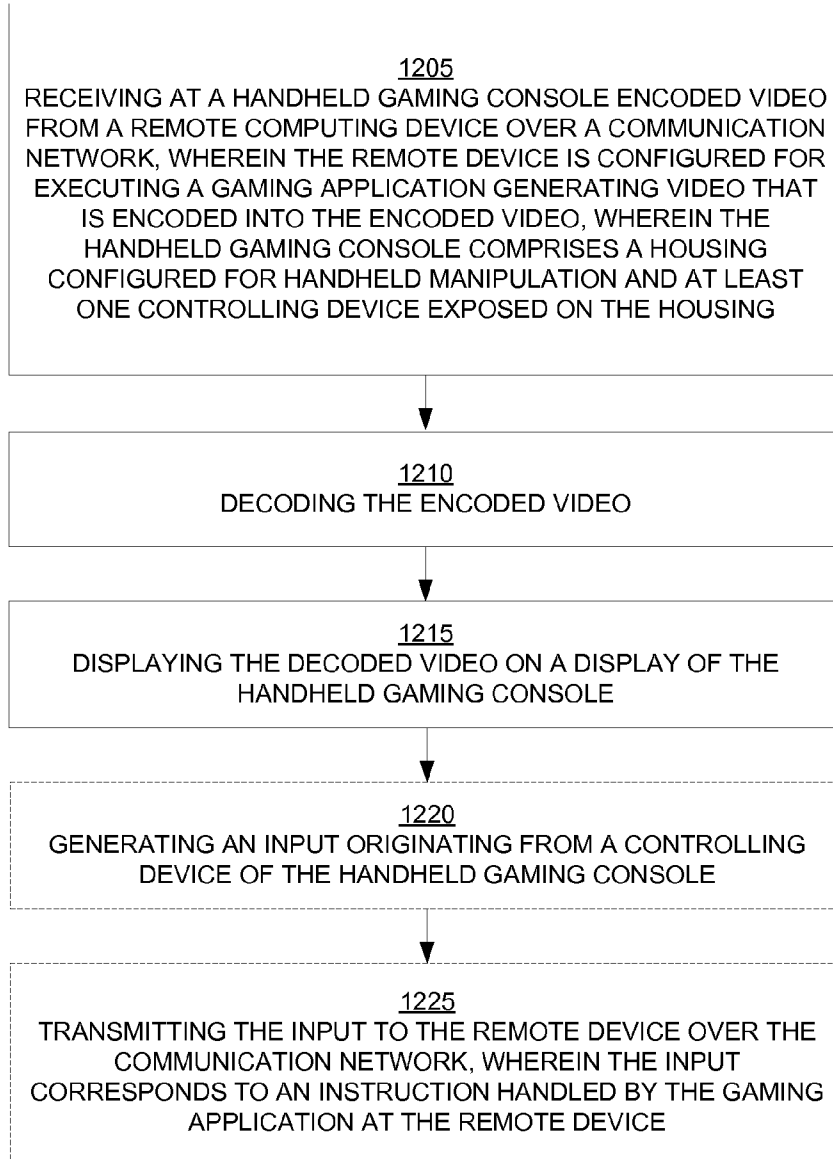 1205
RECEIVING AT A HANDHELD GAMING CONSOLE ENCODED VIDEO
FROM A REMOTE COMPUTING DEVICE OVER A COMMUNICATION
NETWORK, WHEREIN THE REMOTE DEVICE IS CONFIGURED FOR
EXECUTING A GAMING APPLICATION GENERATING VIDEO THAT
IS ENCODED INTO THE ENCODED VIDEO, WHEREIN THE
HANDHELD GAMING CONSOLE COMPRISES A HOUSING
CONFIGURED FOR HANDHELD MANIPULATION AND AT LEAST
ONE CONTROLLING DEVICE EXPOSED ON THE HOUSING
1210
DECODING THE ENCODED VIDEO
1215
DISPLAYING THE DECODED VIDEO ON A DISPLAY OF THE
HANDHELD GAMING CONSOLE
1220
GENERATING AN INPUT ORIGINATING FROM A CONTROLLING
DEVICE OF THE HANDHELD GAMING CONSOLE
1225
TRANSMITTING THE INPUT TO THE REMOTE DEVICE OVER THE
COMMUNICATION NETWORK, WHEREIN THE INPUT
CORRESPONDS TO AN INSTRUCTION HANDLED BY THE GAMING
APPLICATION AT THE REMOTE DEVICE